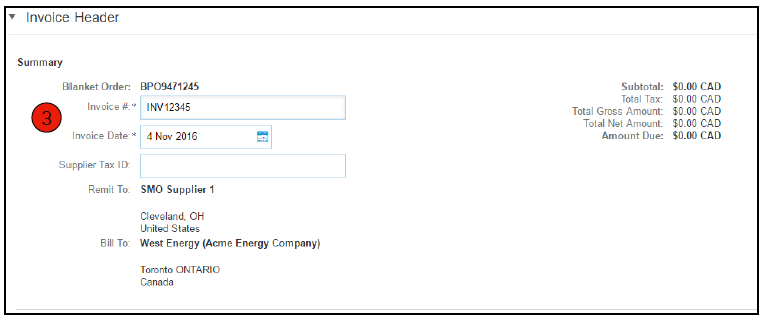 Invoice Header
Summary
Blanket Order: BPO9471245
Invoice #: * INV12345
Invoice Date: * 4 Nov 2016
Supplier Tax ID:
Remit To: SMO Supplier 1
Cleveland, OH
United States
Bill To: West Energy (Acme Energy Company)
Toronto ONTARIO
Canada
3
Subtotal: $0.00 CAD
Total Tax: $0.00 CAD
Total Gross Amount: $0.00 CAD
Total Net Amount: $0.00 CAD
Amount Due: $0.00 CAD